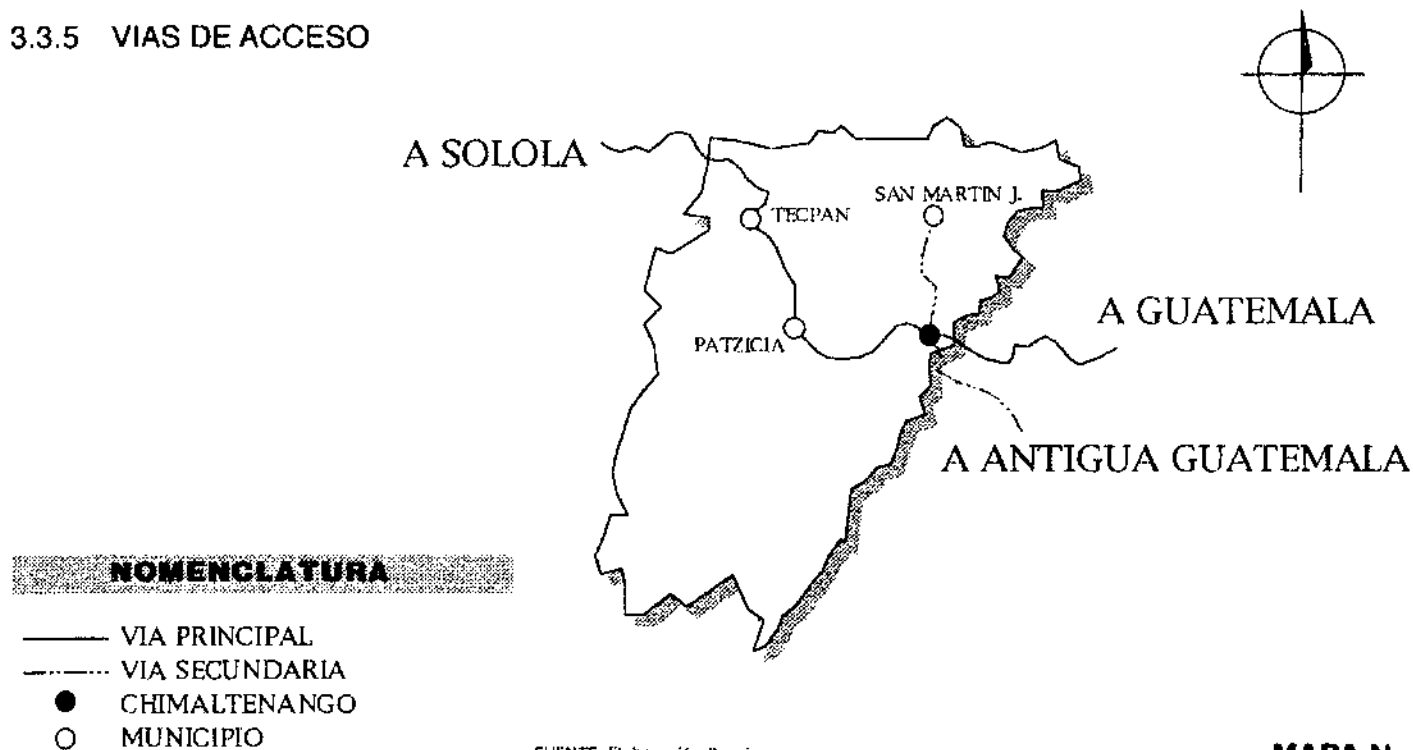 3.3.5 VIAS DE ACCESO
A SOLOLA
SAN MARTIN J.
TECPAN
A GUATEMALA
PATZICIA
A ANTIGUA GUATEMALA
NOMENCLATURA
VIA PRINCIPAL
VIA SECUNDARIA
CHIMALTENANGO
MUNICIPIO